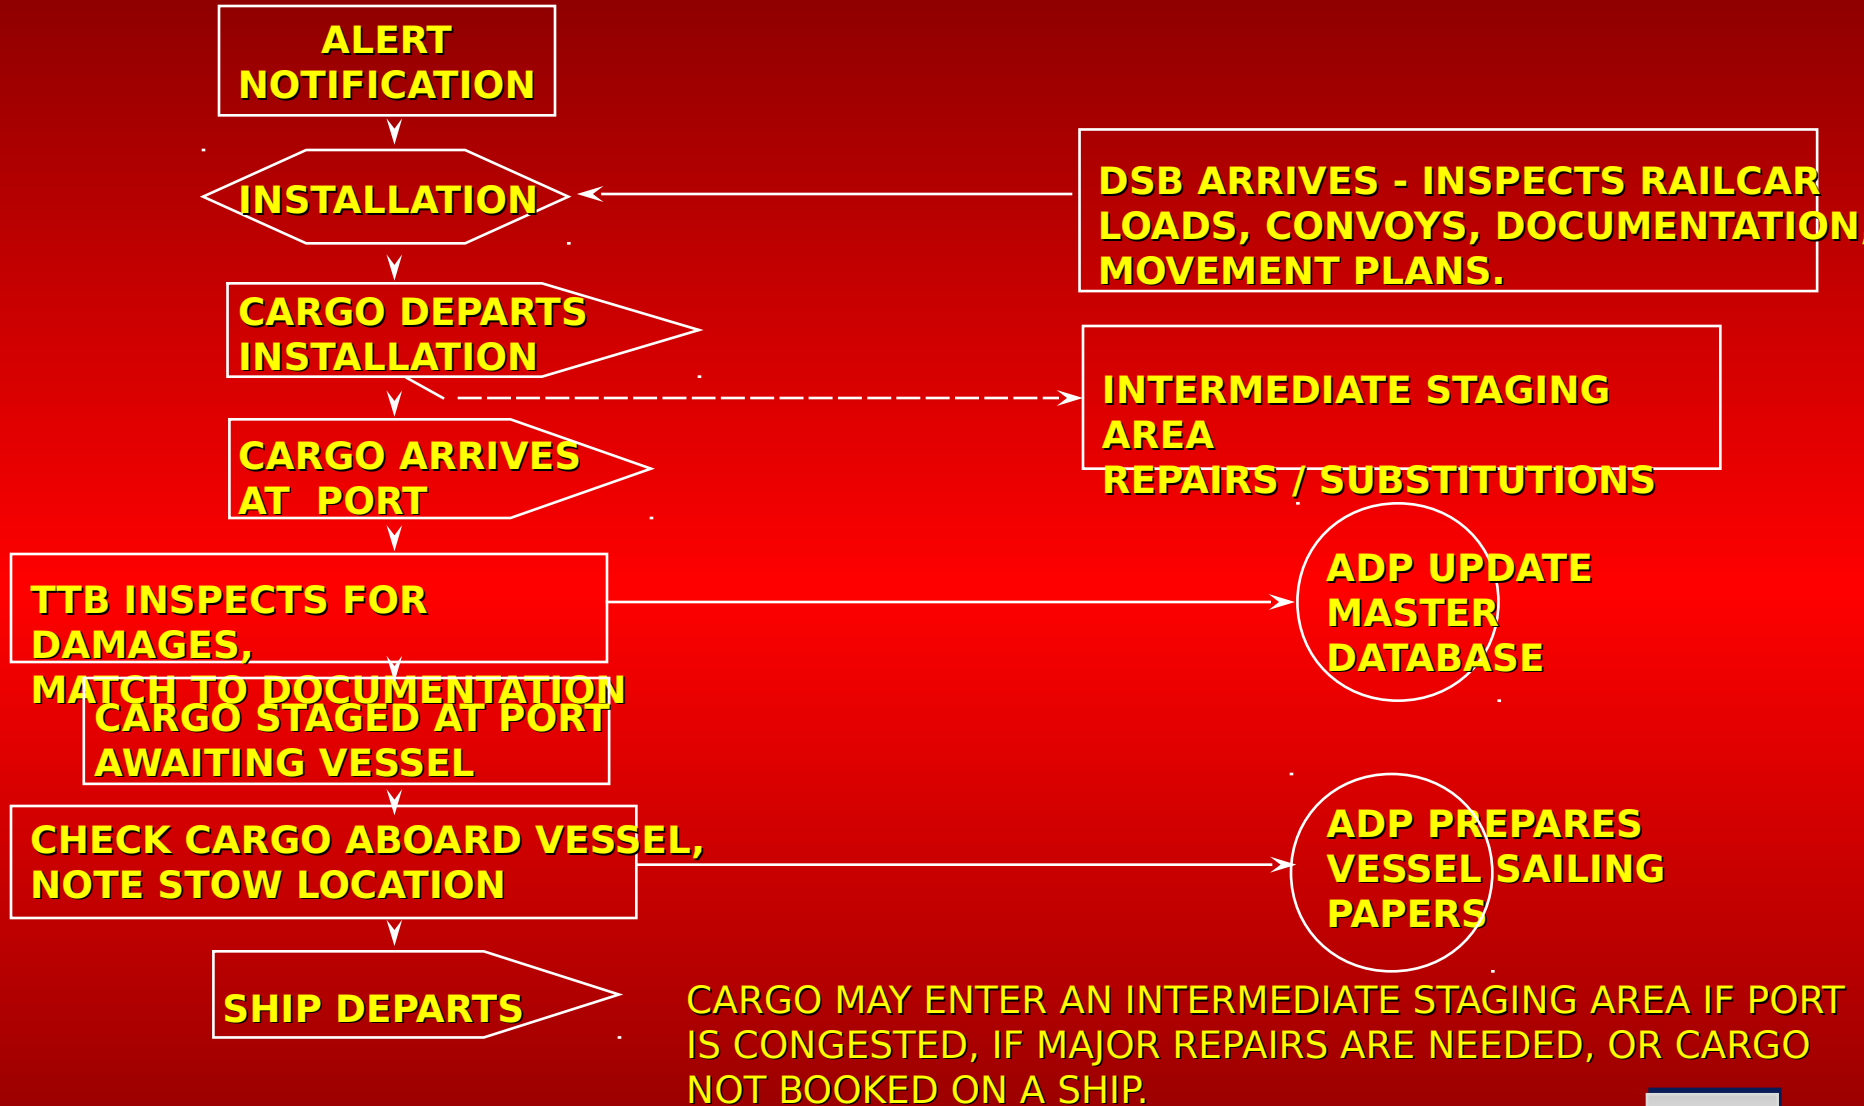 ALERT
NOTIFICATION
INSTALLATION
DSB ARRIVES - INSPECTS RAILCAR
LOADS, CONVOYS, DOCUMENTATION,
MOVEMENT PLANS.
CARGO DEPARTS
INSTALLATION
INTERMEDIATE STAGING
AREA
REPAIRS / SUBSTITUTIONS
CARGO ARRIVES
AT PORT
TTB INSPECTS FOR
DAMAGES,
MATCH TO DOCUMENTATION
ADP UPDATE
MASTER
DATABASE
CARGO STAGED AT PORT
AWAITING VESSEL
CHECK CARGO ABOARD VESSEL,
NOTE STOW LOCATION
ADP PREPARES
VESSEL SAILING
PAPERS
SHIP DEPARTS
CARGO MAY ENTER AN INTERMEDIATE STAGING AREA IF PORT
IS CONGESTED, IF MAJOR REPAIRS ARE NEEDED, OR CARGO
NOT BOOKED ON A SHIP.